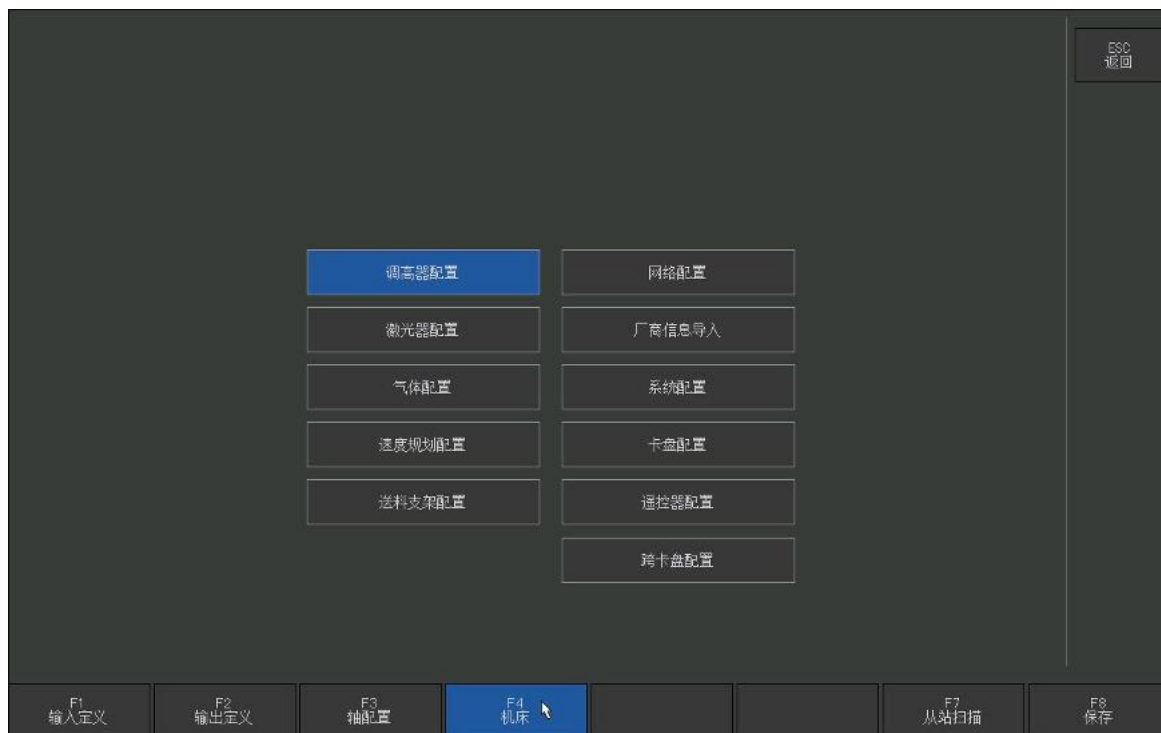 ESC
返回
调高器配置
网络配置
激光器配置
厂商信息导入
气体配置
系统配置
速度规划配置
卡盘配置
送料支架配置
遥控器配置
跨卡盘配置
F1
输入定义
F2
输出定义
F3
轴配置
F4
机床
F7
从站扫描
F8
保存